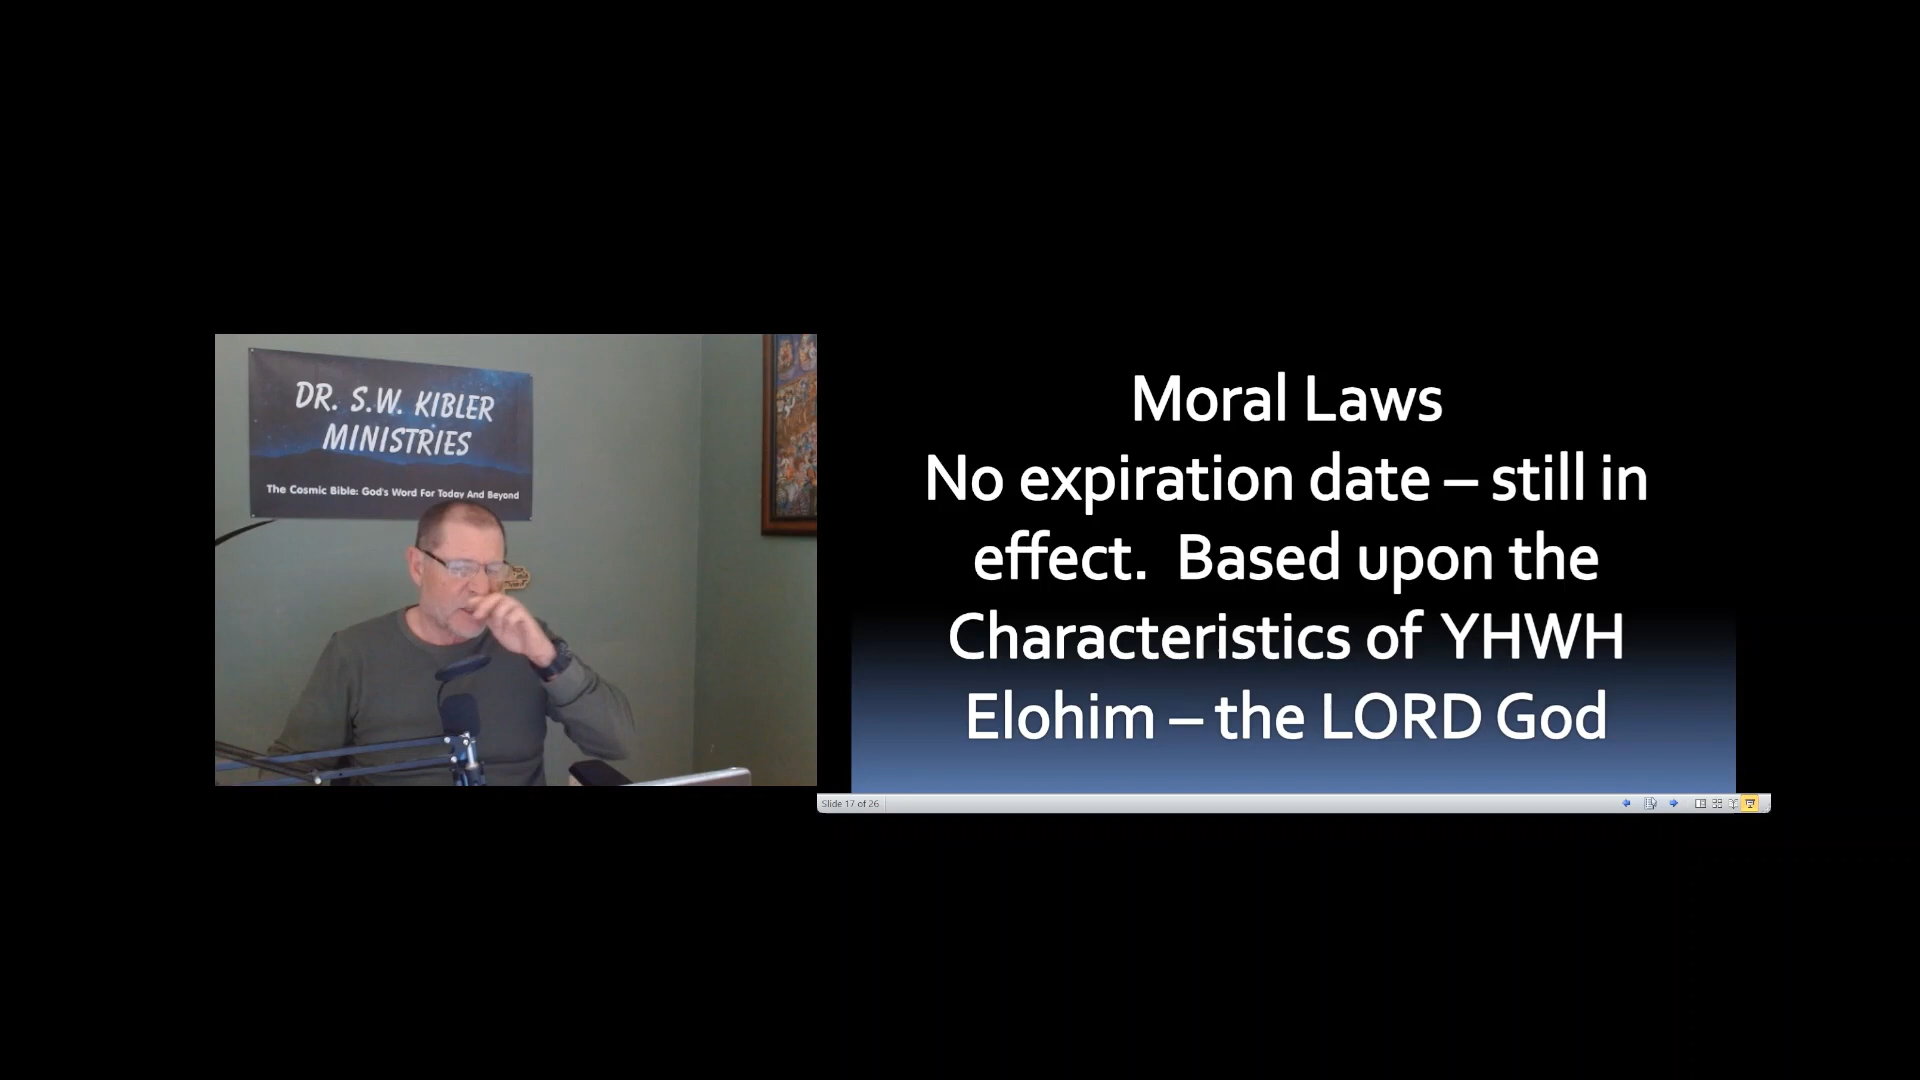 DR. S.W. KIBLER
MINISTRIES
The Cosmic Bible: God's Word For Today And Beyond
Moral Laws
No expiration date – still in
effect.  Based upon the
Characteristics of YHWH
Elohim – the LORD God
Slide 17 of 26